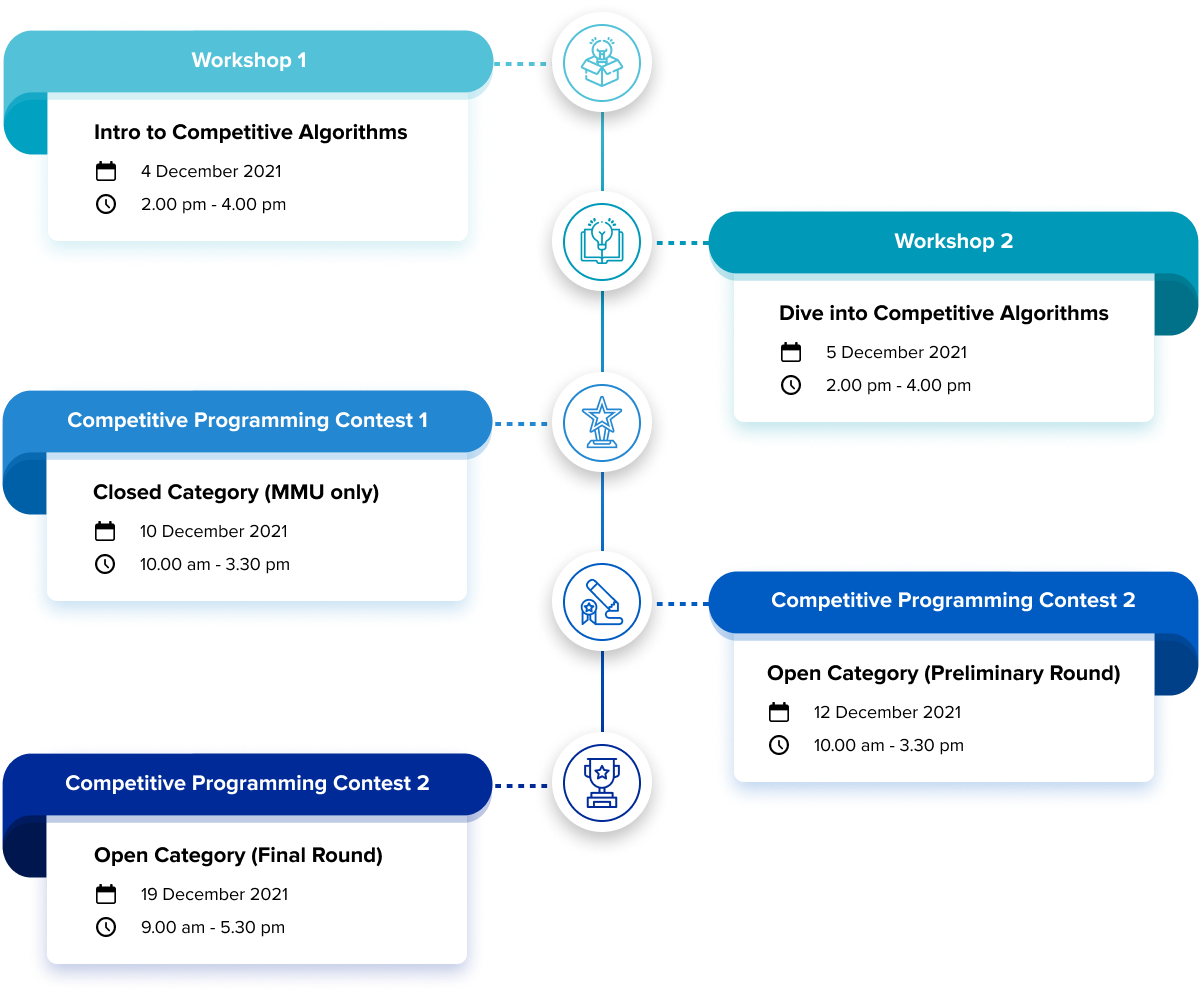 Workshop 1
Intro to Competitive Algorithms
4 December 2021
2.00 pm - 4.00 pm
Workshop 2
Dive into Competitive Algorithms
5 December 2021
2.00 pm - 4.00 pm
Competitive Programming Contest 1
Closed Category (MMU only)
10 December 2021
10.00 am - 3.30 pm
Competitive Programming Contest 2
Open Category (Preliminary Round)
12 December 2021
10.00 am - 3.30 pm
Competitive Programming Contest 2
Open Category (Final Round)
19 December 2021
9.00 am - 5.30 pm